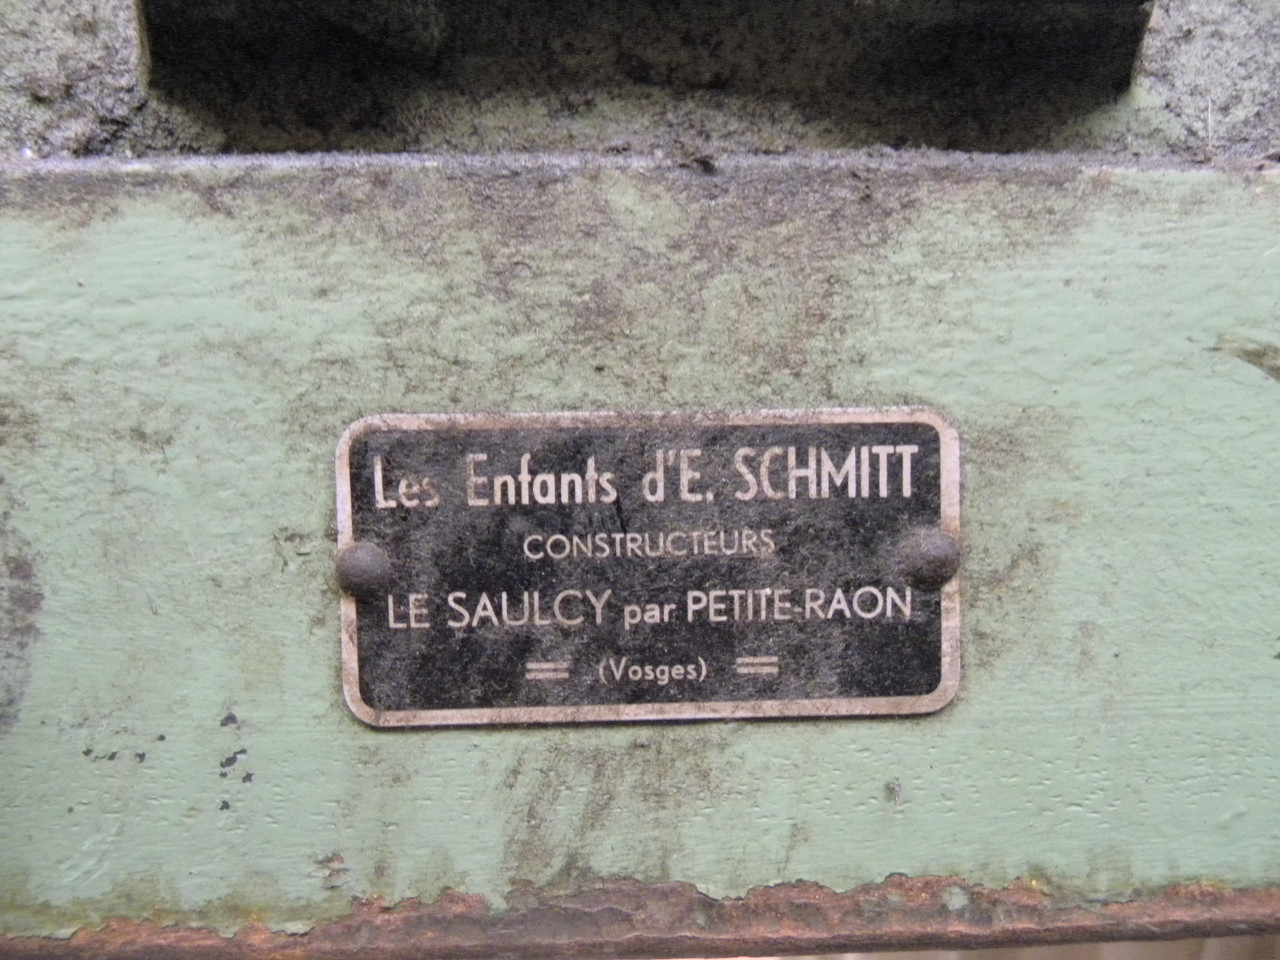 Les Enfants d'E. SCHMITT
CONSTRUCTEURS
LE SAULCY par PETITE-RAON
(Vosges)